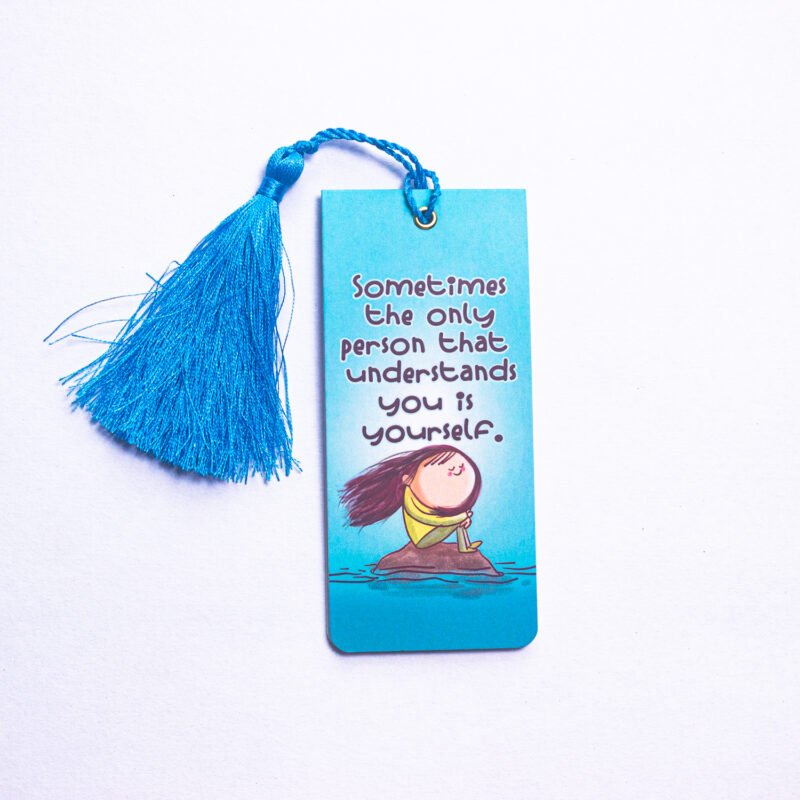 Sometimes
the only
person that
understands
you is
yourself.